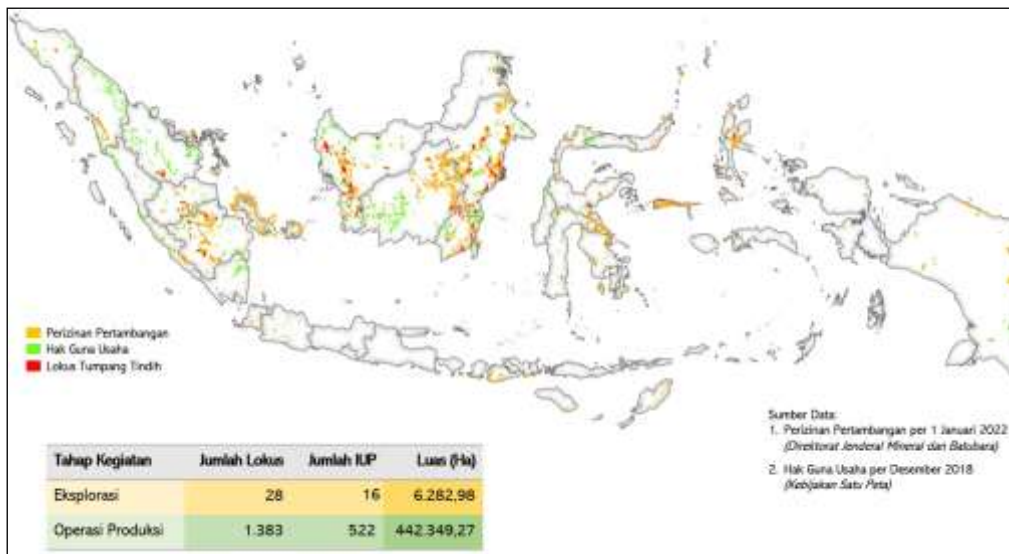 Perizinan Pertambangan
Hak Guna Usaha
Lokus Tumpang Tindih
Sumber Data:
1. Perizinan Pertambangan per 1 Januari 2022
(Direktorat Jenderal Mineral dan Batubara)
2. Hak Guna Usaha per Desember 2018
(Kebijakan Satu Peta)
Tahap Kegiatan Jumlah Lokus Jumlah IUP Luas (Ha)
Eksplorasi 28 16 6.282,98
Operasi Produksi 1.383 522 442.349,27